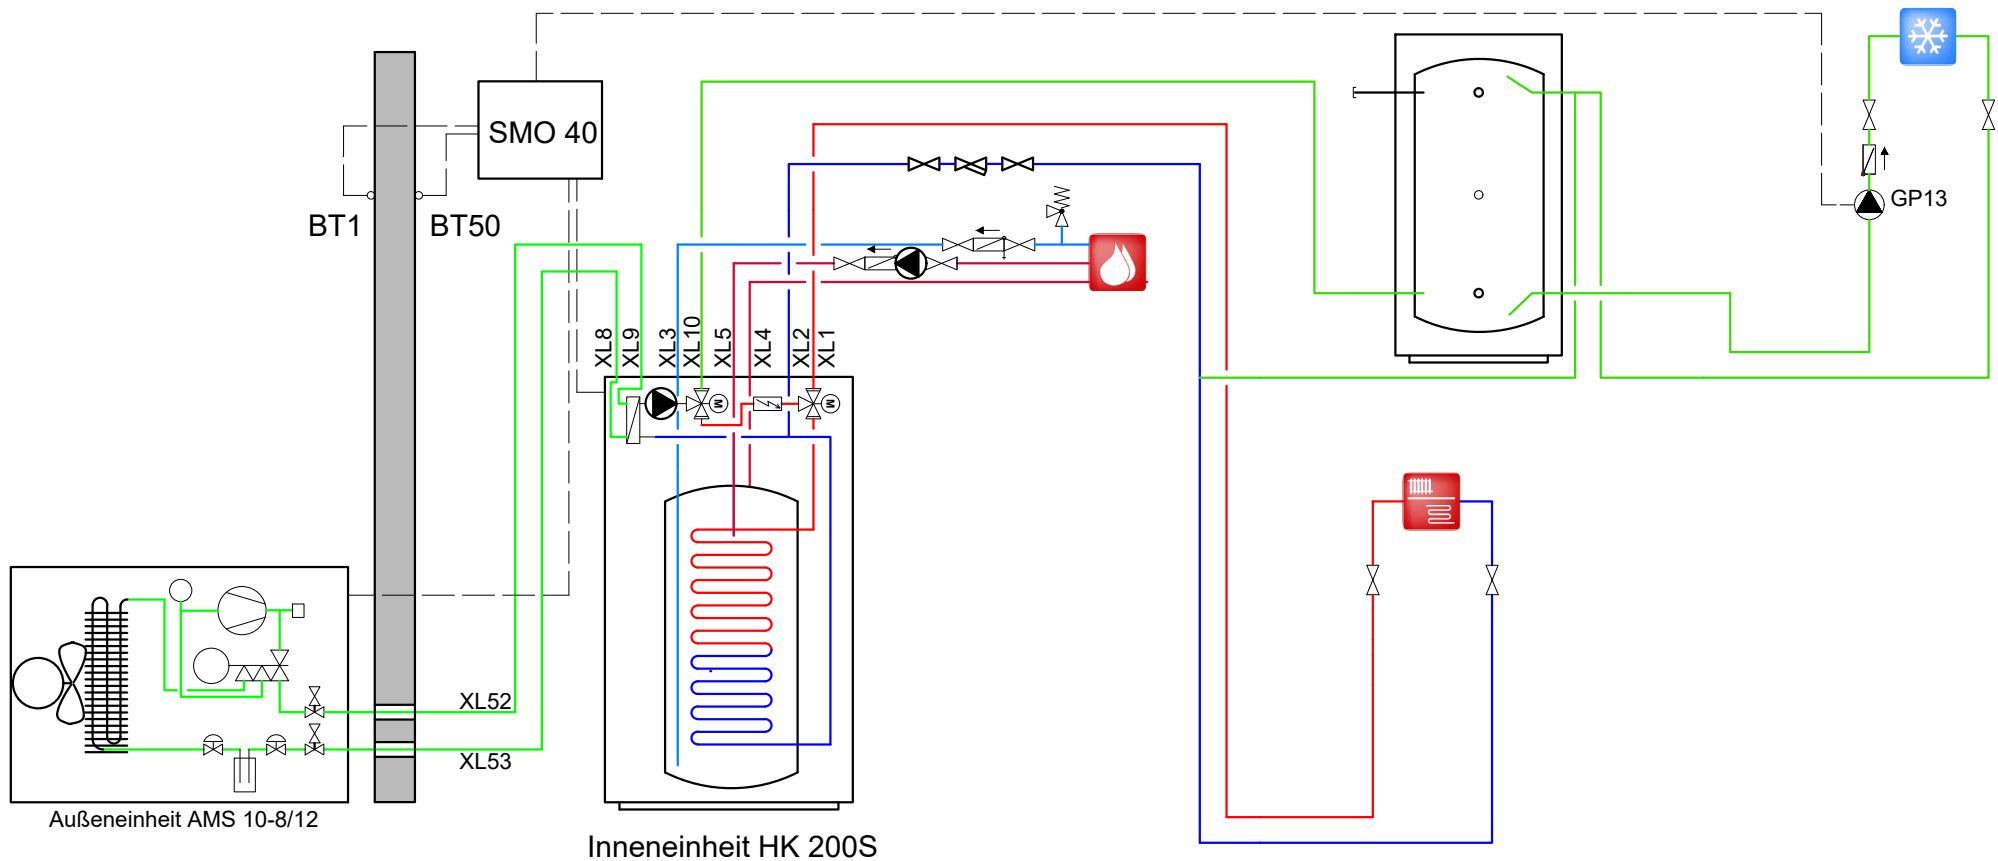 SMO 40
BT1
BT50
GP13
XL8
XL9
XL3
XL10
XL5
XL4
XL2
XL1
M
M
XL52
XL53
Außeneinheit AMS 10-8/12
Inneneinheit HK 200S